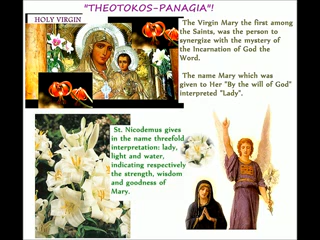 "THEOTOKOS-PANAGIA"!
HOLY VIRGIN
The Virgin Mary the first among
the Saints, was the person to
synergize with the mystery of
the Incarnation of God the
Word.
The name Mary which was
given to Her "By the will of God"
interpreted "Lady".
St. Nicodemus gives
in the name threefold
interpretation: lady,
light and water,
indicating respectively
the strength, wisdom
and goodness of
Mary.